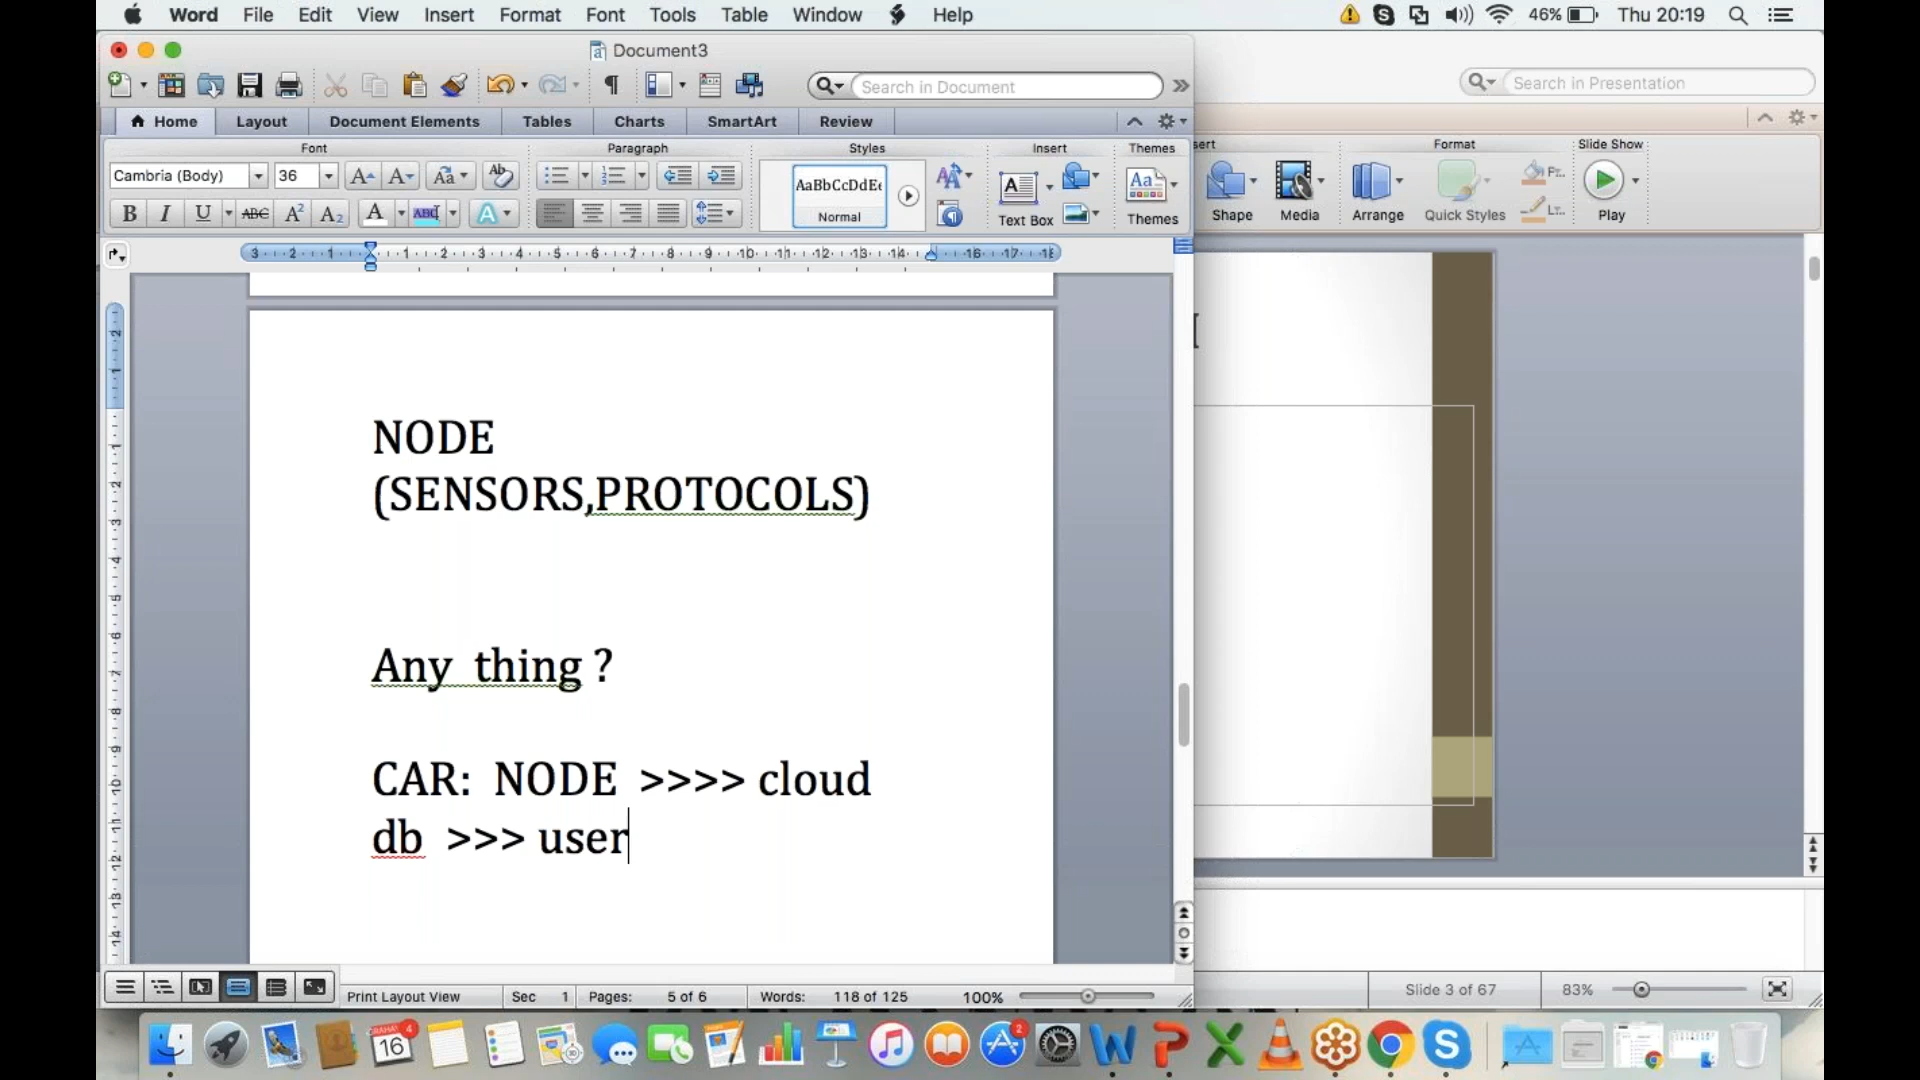 Word File Edit View Insert Format Font Tools Table Window Help 46% Thu 20:19
Document3
Search in Document
Search in Presentation
Home Layout Document Elements Tables Charts SmartArt Review
Font Paragraph Styles Insert Themes
Format Slide Show
Cambria (Body) 36
AaBbCcDdEe
Normal
Text Box Themes
Shape Media Arrange Quick Styles Play
NODE
(SENSORS,PROTOCOLS)
Any thing ?
CAR: NODE >>>> cloud
db >>> user
Print Layout View Sec 1 Pages: 5 of 6 Words: 118 of 125 100%
Slide 3 of 67 83%
16